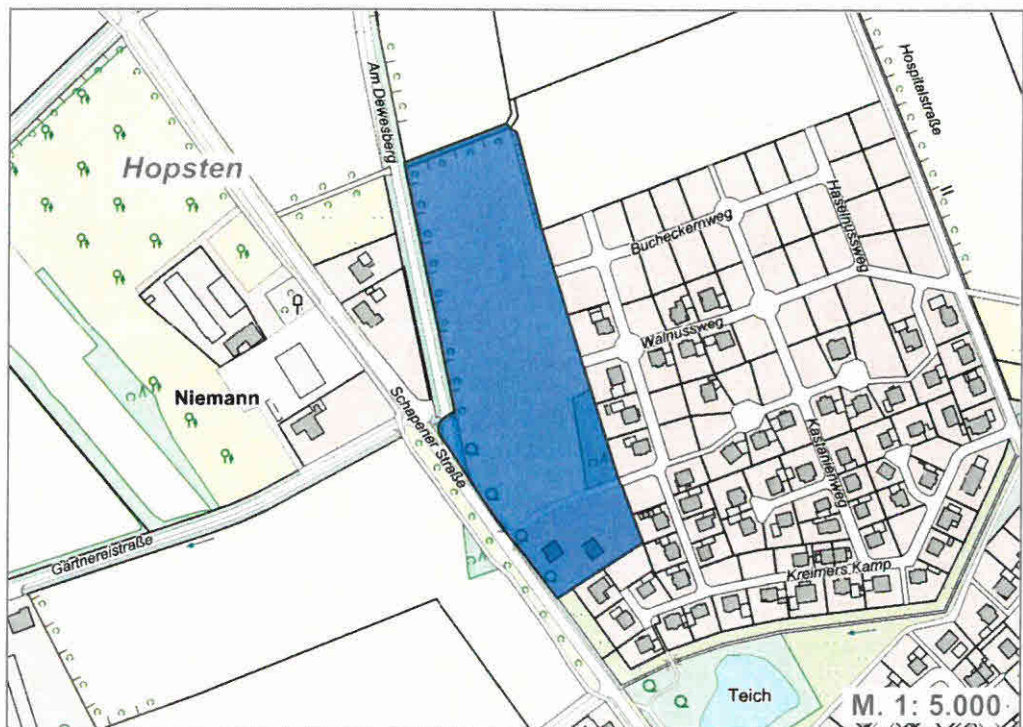 Hopsten
Am Dewesberg
Hospitalstraße
Haselnussweg
Bucheckernweg
Walnussweg
Niemann
Schapener Straße
Kastanienweg
Gärtnereistraße
Kreimers Kamp
Teich
M. 1: 5.000